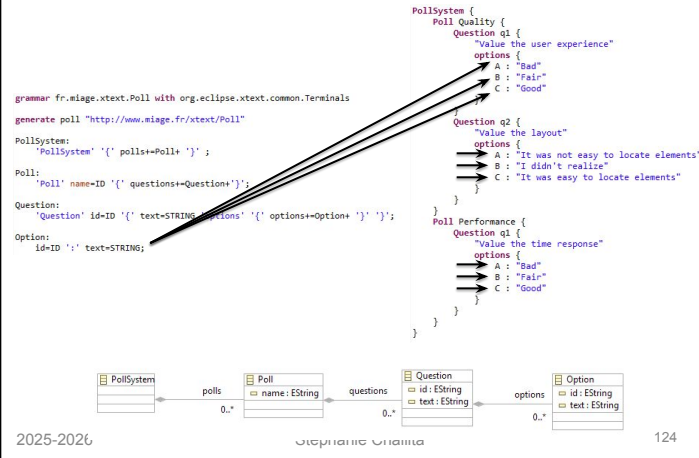 PollSystem {
Poll Quality {
Question q1 {
"Value the user experience"
options {
A : "Bad"
B : "Fair"
C : "Good"
}
}
Question q2 {
"Value the layout"
options {
A : "It was not easy to locate elements"
B : "I didn't realize"
C : "It was easy to locate elements"
}
}
}
Poll Performance {
Question q1 {
"Value the time response"
options {
A : "Bad"
B : "Fair"
C : "Good"
}
}
}
}
grammar fr.miage.xtext.Poll with org.eclipse.xtext.common.Terminals
generate poll "http://www.miage.fr/xtext/Poll"
PollSystem:
'PollSystem' '{' polls+=Poll+ '}' ;
Poll:
'Poll' name=ID '{' questions+=Question+'}';
Question:
'Question' id=ID '{' text=STRING 'options' '{' options+=Option+ '}' '}';
Option:
id=ID ':' text=STRING;
PollSystem
polls
0..*
Poll
name : EString
questions
0..*
Question
id : EString
text : EString
options
0..*
Option
id : EString
text : EString
2025-2026
Stephanie Challita
124